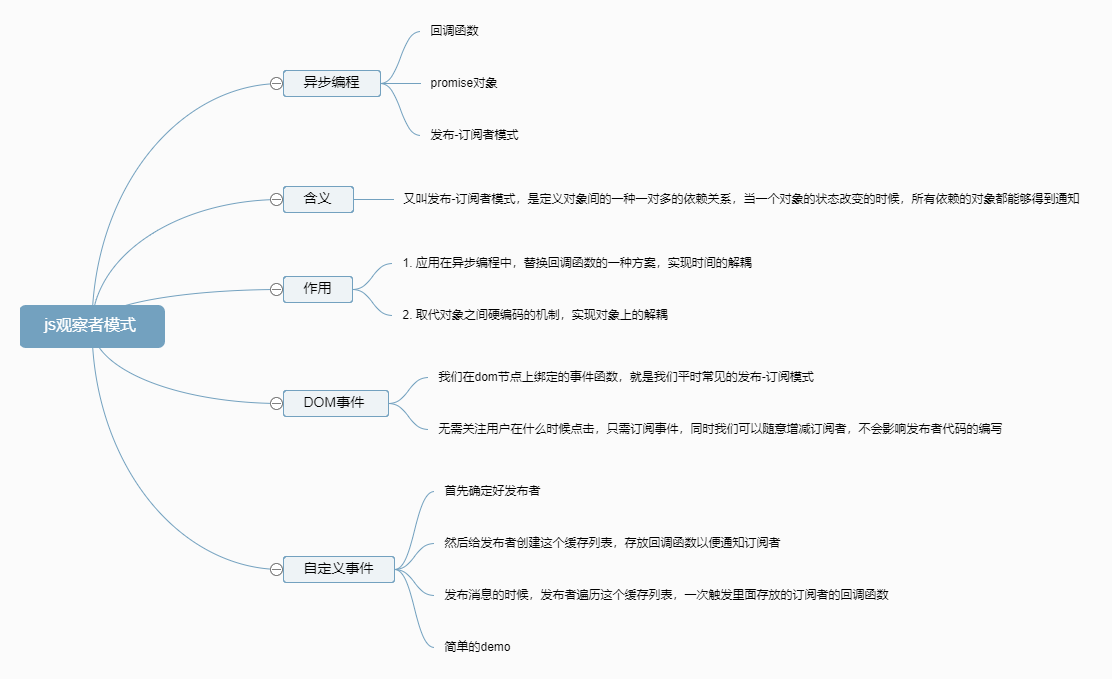 js观察者模式
异步编程
回调函数
promise对象
发布-订阅者模式
含义
又叫发布-订阅者模式，是定义对象间的一种一对多的依赖关系，当一个对象的状态改变的时候，所有依赖的对象都能够得到通知
作用
1. 应用在异步编程中，替换回调函数的一种方案，实现时间的解耦
2. 取代对象之间硬编码的机制，实现对象上的解耦
DOM事件
我们在dom节点上绑定的事件函数，就是我们平时常见的发布-订阅模式
无需关注用户在什么时候点击，只需订阅事件，同时我们可以随意增减订阅者，不会影响发布者代码的编写
自定义事件
首先确定好发布者
然后给发布者创建这个缓存列表，存放回调函数以便通知订阅者
发布消息的时候，发布者遍历这个缓存列表，一次触发里面存放的订阅者的回调函数
简单的demo